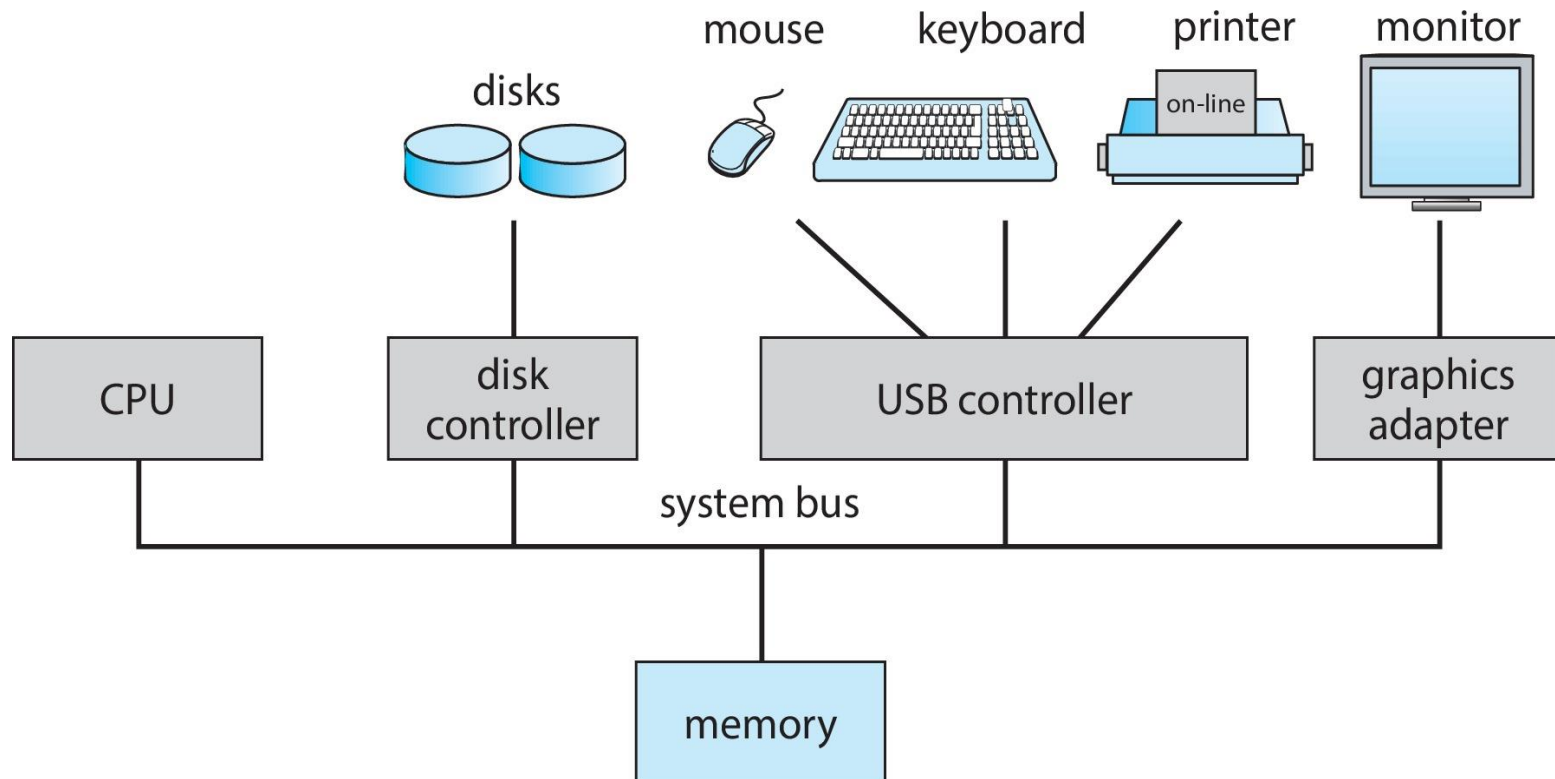 mouse
keyboard
printer
monitor
disks
on-line
CPU
disk
controller
USB controller
graphics
adapter
system bus
memory